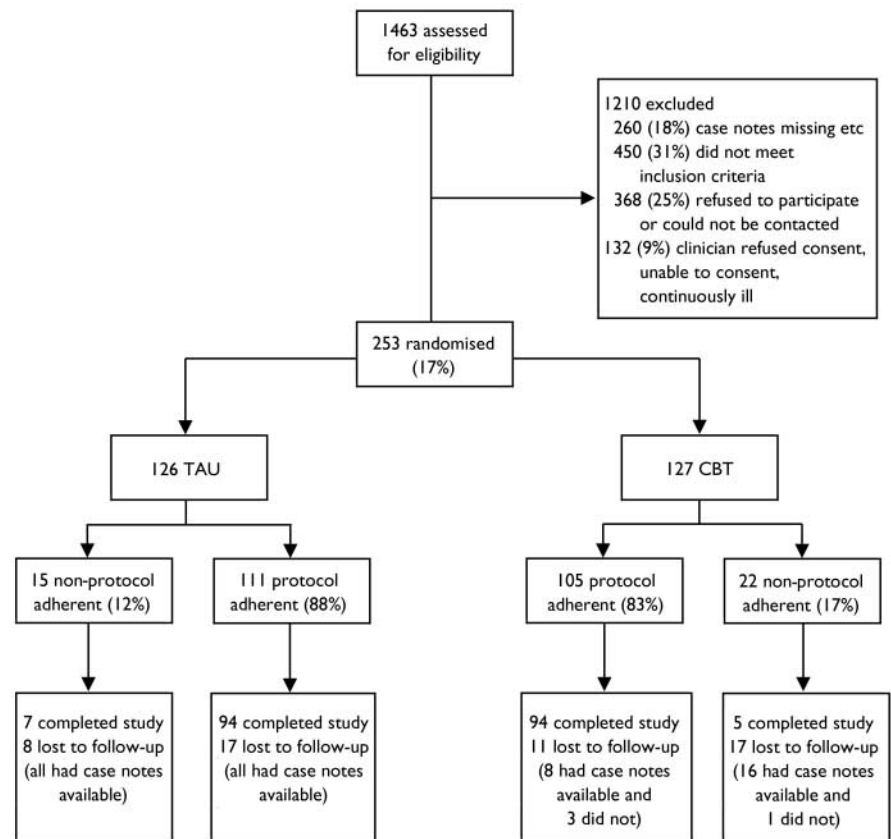 1463 assessed
for eligibility
1210 excluded
260 (18%) case notes missing etc
450 (31%) did not meet
inclusion criteria
368 (25%) refused to participate
or could not be contacted
132 (9%) clinician refused consent,
unable to consent,
continuously ill
253 randomised
(17%)
126 TAU
127 CBT
15 non-protocol
adherent (12%)
111 protocol
adherent (88%)
105 protocol
adherent (83%)
22 non-protocol
adherent (17%)
7 completed study
8 lost to follow-up
(all had case notes
available)
94 completed study
17 lost to follow-up
(all had case notes
available)
94 completed study
11 lost to follow-up
(8 had case notes
available and
3 did not)
5 completed study
17 lost to follow-up
(16 had case notes
available and
1 did not)